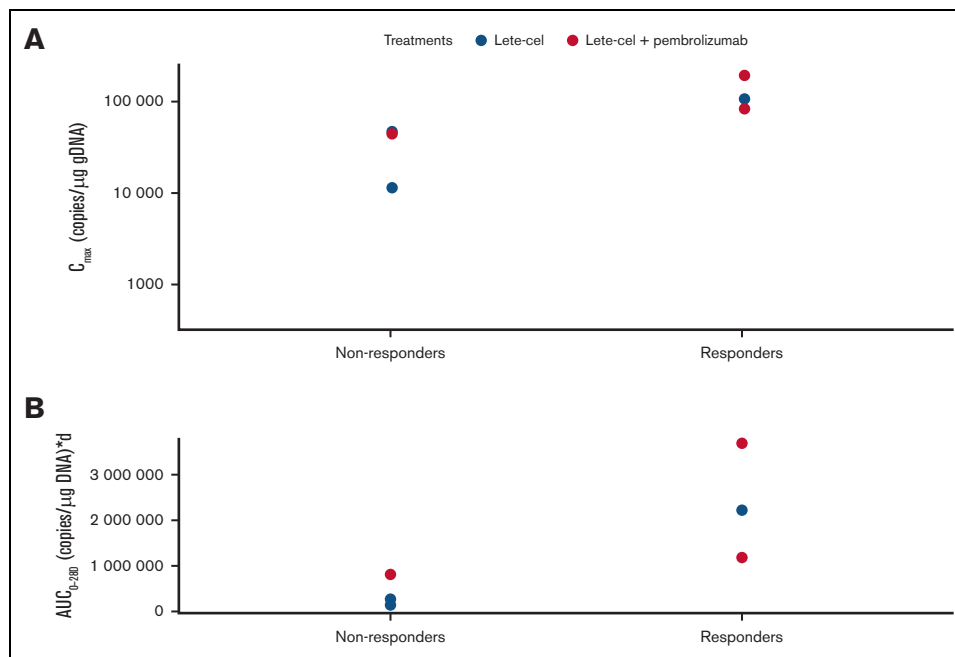 A
Treatments Lete-cel Lete-cel + pembrolizumab
Cmax (copies/μg gDNA)
100 000
10 000
1000
Non-responders Responders
B
AUC0-28D (copies/μg DNA)*d
3 000 000
2 000 000
1 000 000
0
Non-responders Responders